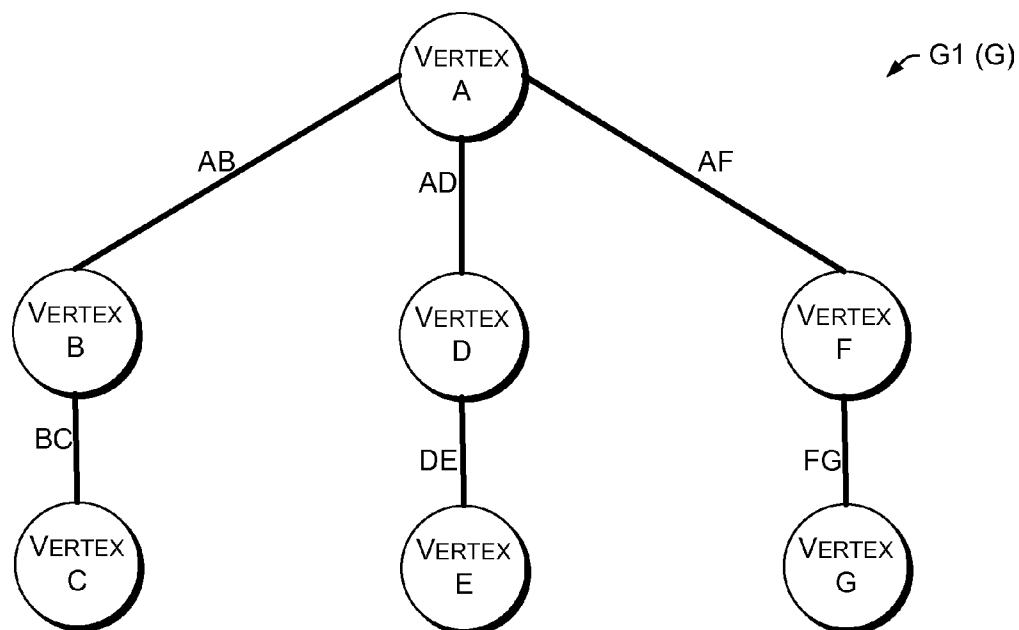 VERTEX
A
G1 (G)
AB
AD
AF
VERTEX
B
VERTEX
D
VERTEX
F
BC
DE
FG
VERTEX
C
VERTEX
E
VERTEX
G